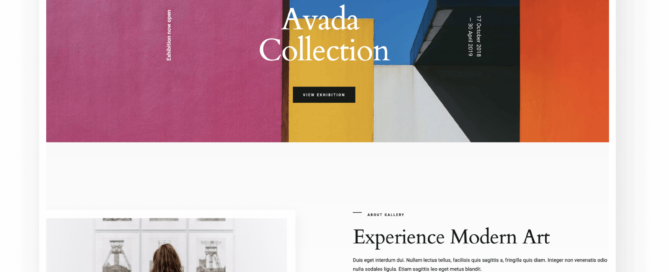 Avada
Collection
Exhibition now open
17 October 2018
— 30 April 2019
VIEW EXHIBITION
ABOUT GALLERY
Experience Modern Art
Duis eget interdum dui. Nullam lectus tellus, facilisis quis sagittis a, fringilla quis diam. Integer non venenatis odio
nulla sodales ligula. Etiam sagittis leo eget metus blandit.